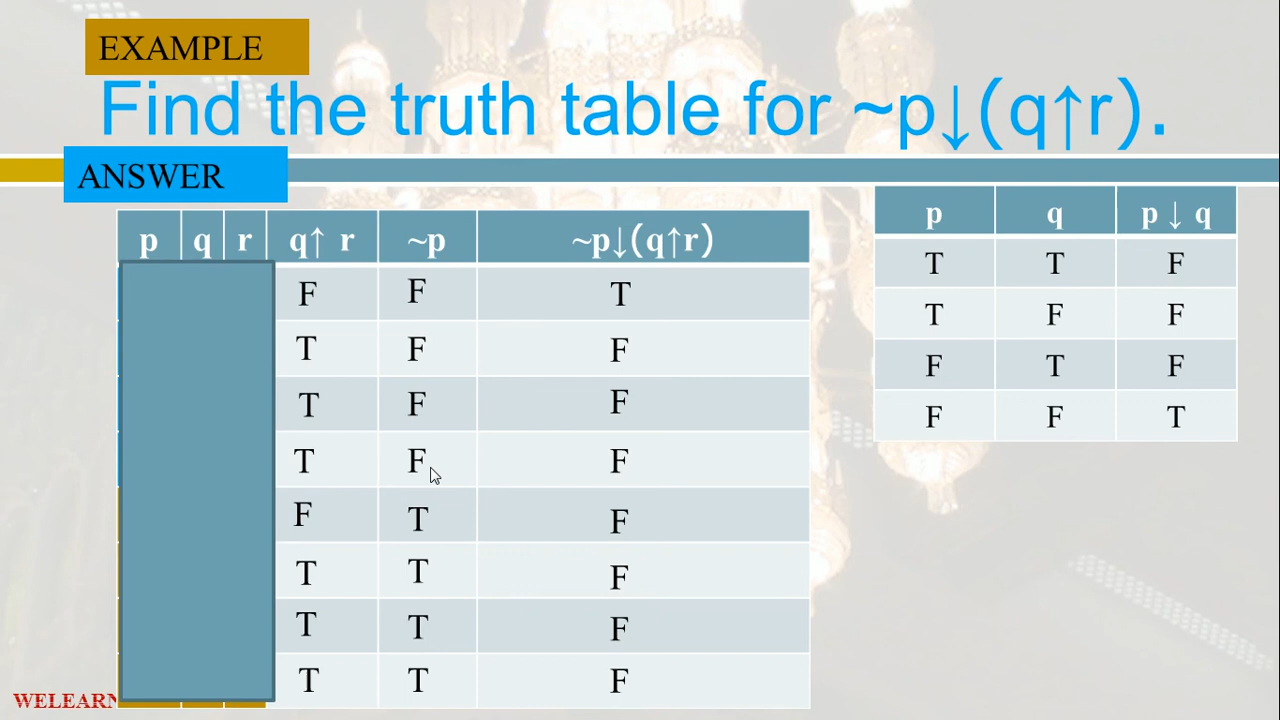 EXAMPLE
Find the truth table for ~p↓(q↑r).
ANSWER
p q r q↑ r ~p ~p↓(q↑r)
F F T
T F F
T F F
T F F
F T F
T T F
T T F
T T F
p q p ↓ q
T T F
T F F
F T F
F F T
WELEARN